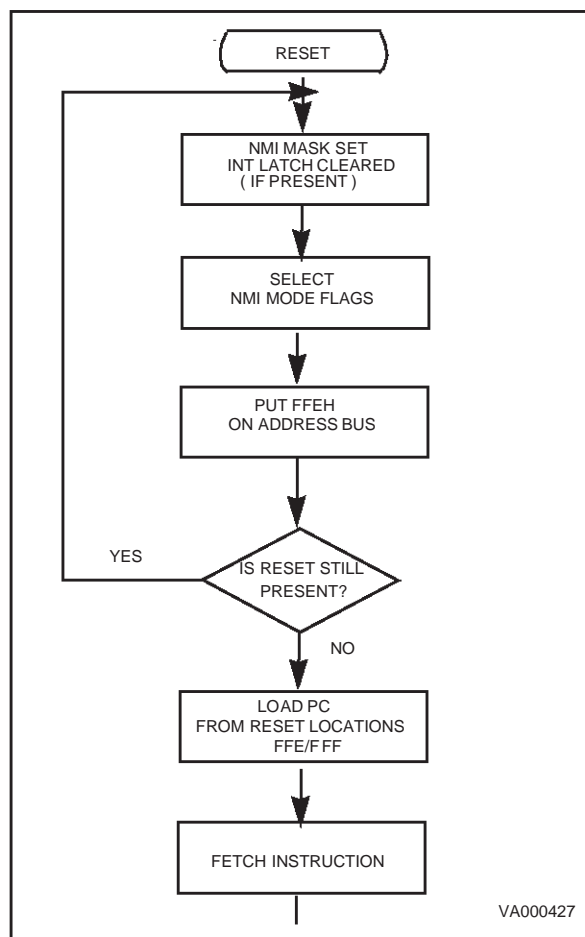 RESET
NMI MASK SET
INT LATCH CLEARED
( IF PRESENT )
SELECT
NMI MODE FLAGS
PUT FFEH
ON ADDRESS BUS
YES
IS RESET STILL
PRESENT?
NO
LOAD PC
FROM RESET LOCATIONS
FFE/FFF
FETCH INSTRUCTION
VA000427